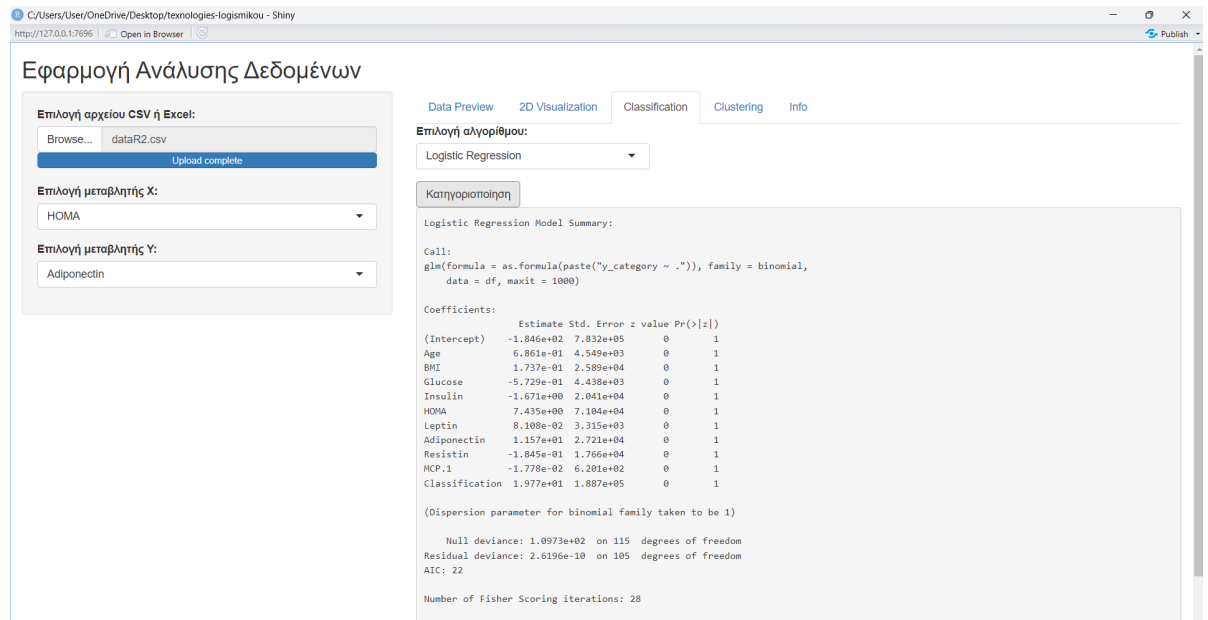 C:/Users/User/OneDrive/Desktop/texnologies-logismikou - Shiny
http://127.0.0.1:7696 Open in Browser Publish
Εφαρμογή Ανάλυσης Δεδομένων
Επιλογή αρχείου CSV ή Excel:
Browse... dataR2.csv
Upload complete
Επιλογή μεταβλητής X:
HOMA
Επιλογή μεταβλητής Y:
Adiponectin
Data Preview 2D Visualization Classification Clustering Info
Επιλογή αλγορίθμου:
Logistic Regression
Κατηγοριοποίηση
Logistic Regression Model Summary:
Call:
glm(formula = as.formula(paste("y_category ~ .")), family = binomial,
data = df, maxit = 1000)
Coefficients:
Estimate Std. Error z value Pr(>|z|)
(Intercept) -1.846e+02 7.832e+05 0 1
Age 6.861e-01 4.549e+03 0 1
BMI 1.737e-01 2.589e+04 0 1
Glucose -5.729e-01 4.438e+03 0 1
Insulin -1.671e+00 2.041e+04 0 1
HOMA 7.435e+00 7.104e+04 0 1
Leptin 8.108e-02 3.315e+03 0 1
Adiponectin 1.157e+01 2.721e+04 0 1
Resistin -1.845e-01 1.766e+04 0 1
MCP.1 -1.778e-02 6.201e+02 0 1
Classification 1.977e+01 1.887e+05 0 1
(Dispersion parameter for binomial family taken to be 1)
Null deviance: 1.0973e+02 on 115 degrees of freedom
Residual deviance: 2.6196e-10 on 105 degrees of freedom
AIC: 22
Number of Fisher Scoring iterations: 28